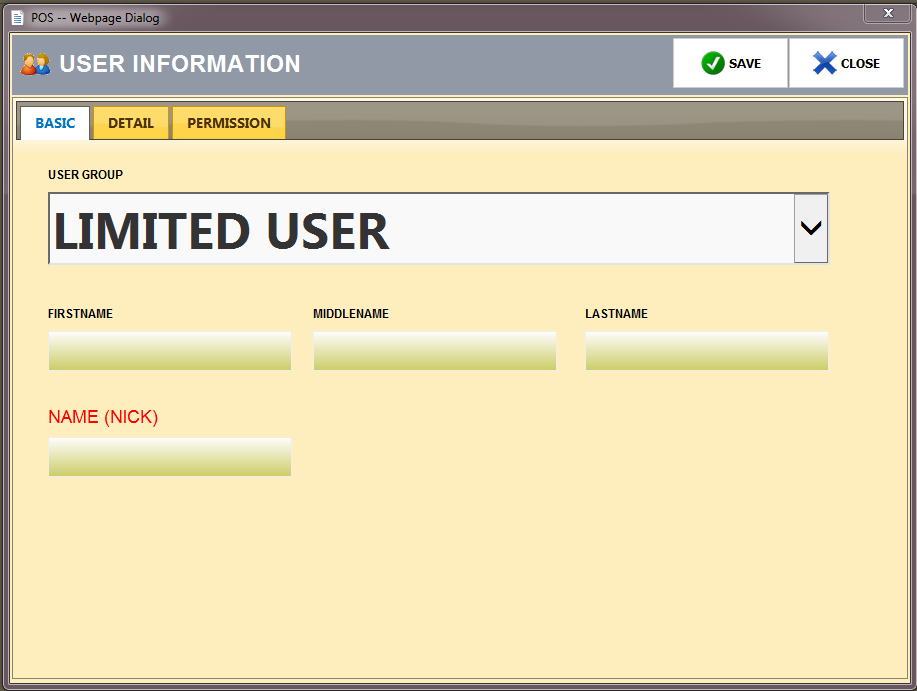 POS -- Webpage Dialog
USER INFORMATION
SAVE
CLOSE
BASIC
DETAIL
PERMISSION
USER GROUP
LIMITED USER
FIRSTNAME
MIDDLENAME
LASTNAME
NAME (NICK)